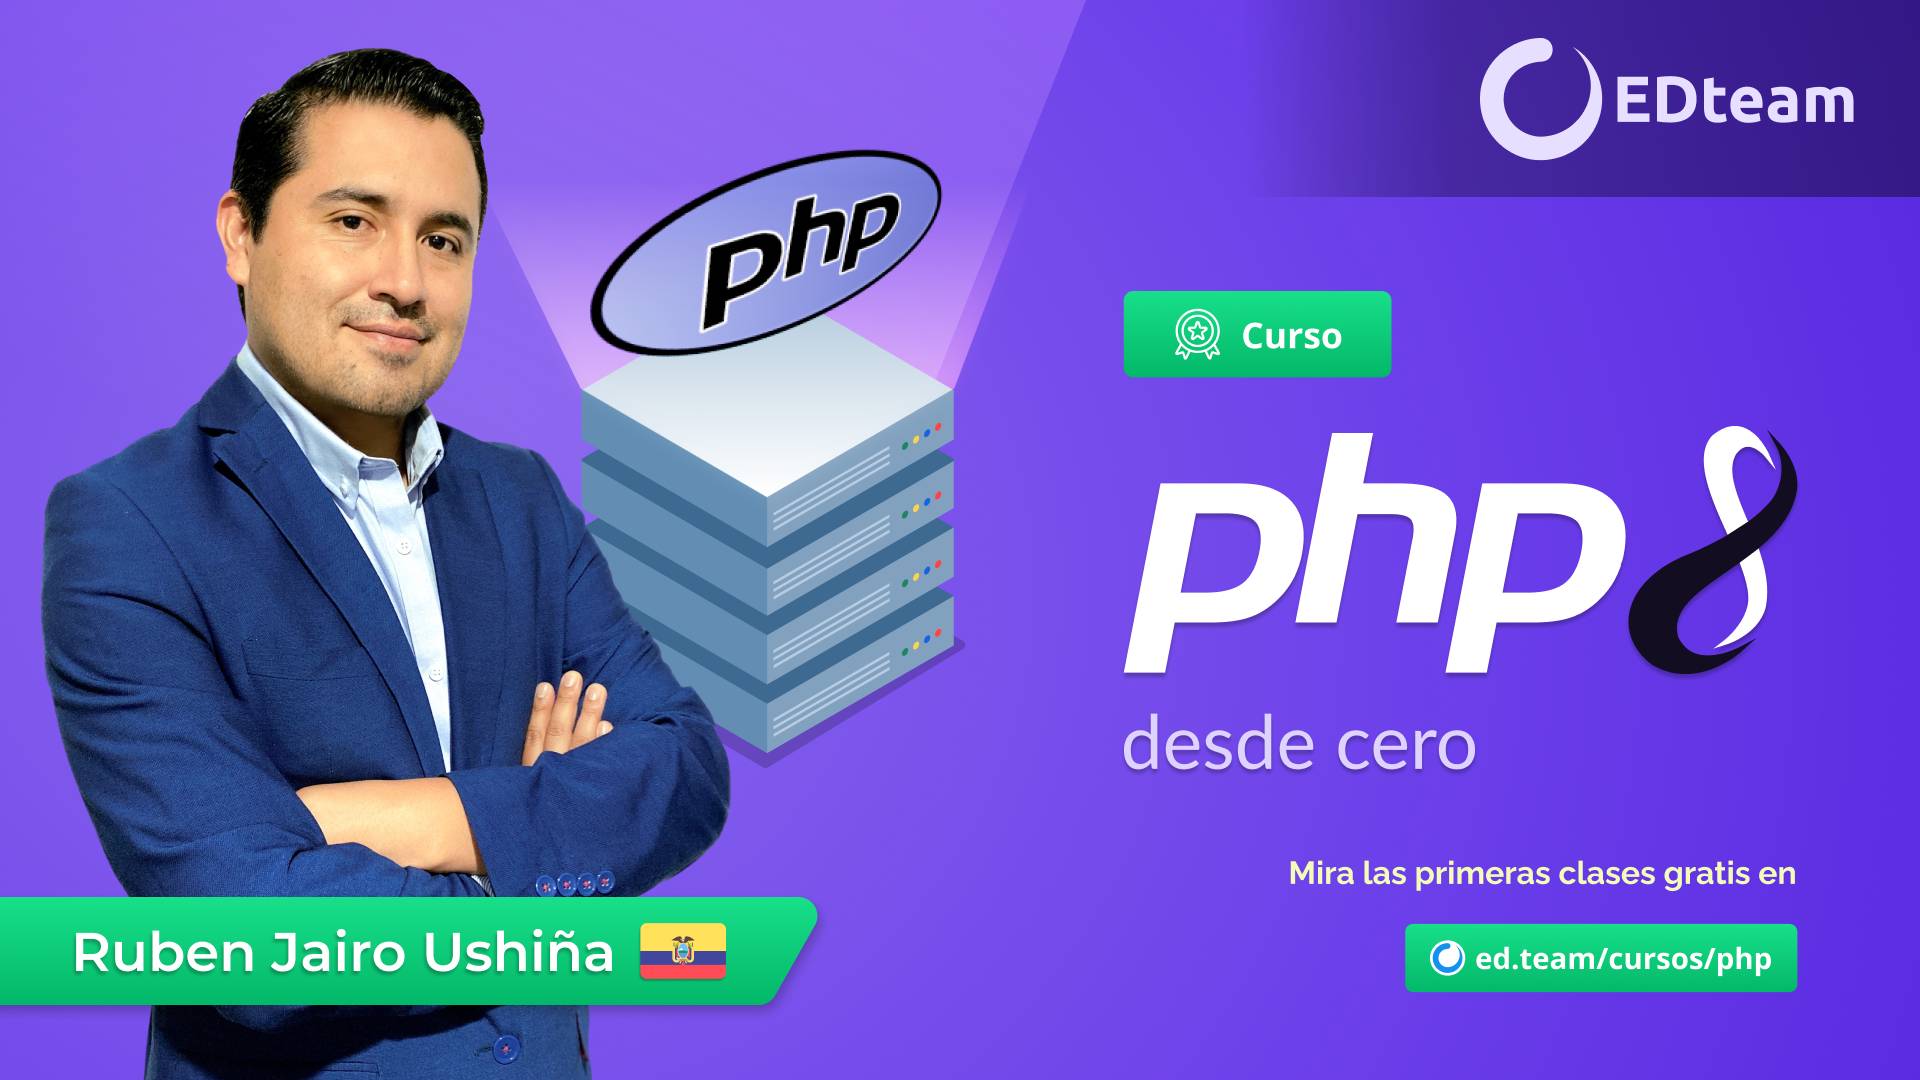 EDteam
php
Curso
php 8
desde cero
Mira las primeras clases gratis en
ed.team/cursos/php
Ruben Jairo Ushiña